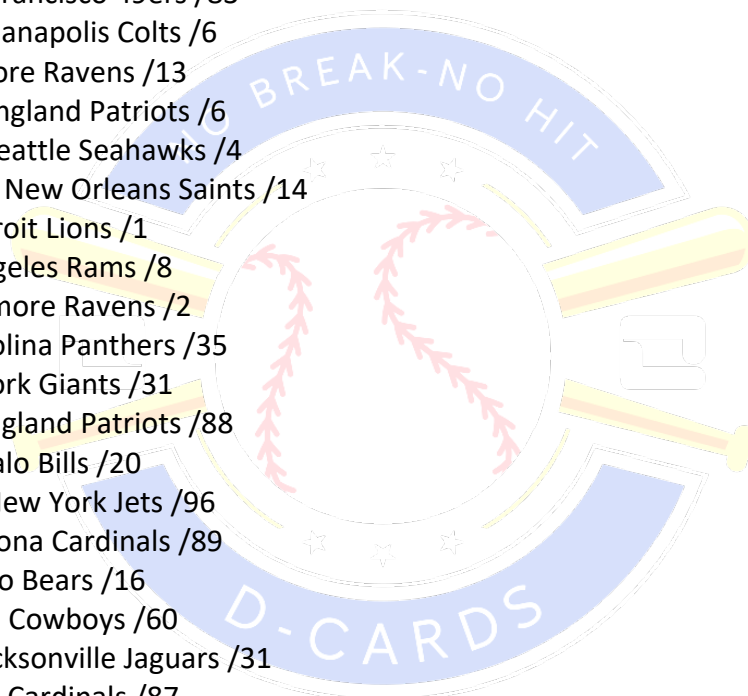 anapolis Colts /6
ore Ravens /13
ngland Patriots /6
eattle Seahawks /4
New Orleans Saints /14
roit Lions /1
geles Rams /8
more Ravens /2
olina Panthers /35
ork Giants /31
gland Patriots /88
alo Bills /20
New York Jets /96
ona Cardinals /89
o Bears /16
Cowboys /60
cksonville Jaguars /31
NO BREAK-NO HIT
D-CARDS